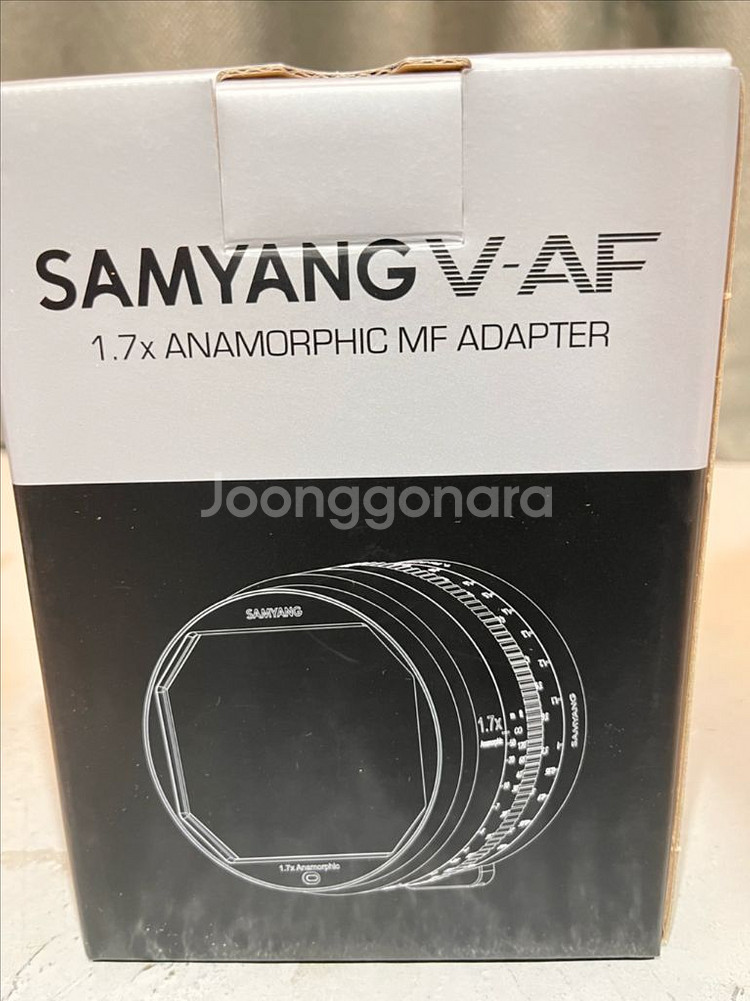 SAMYANG V-AF
1.7x ANAMORPHIC MF ADAPTER
Joonggonara
SAMYANG
1.7x
SAMYANG
1.7x Anamorphic